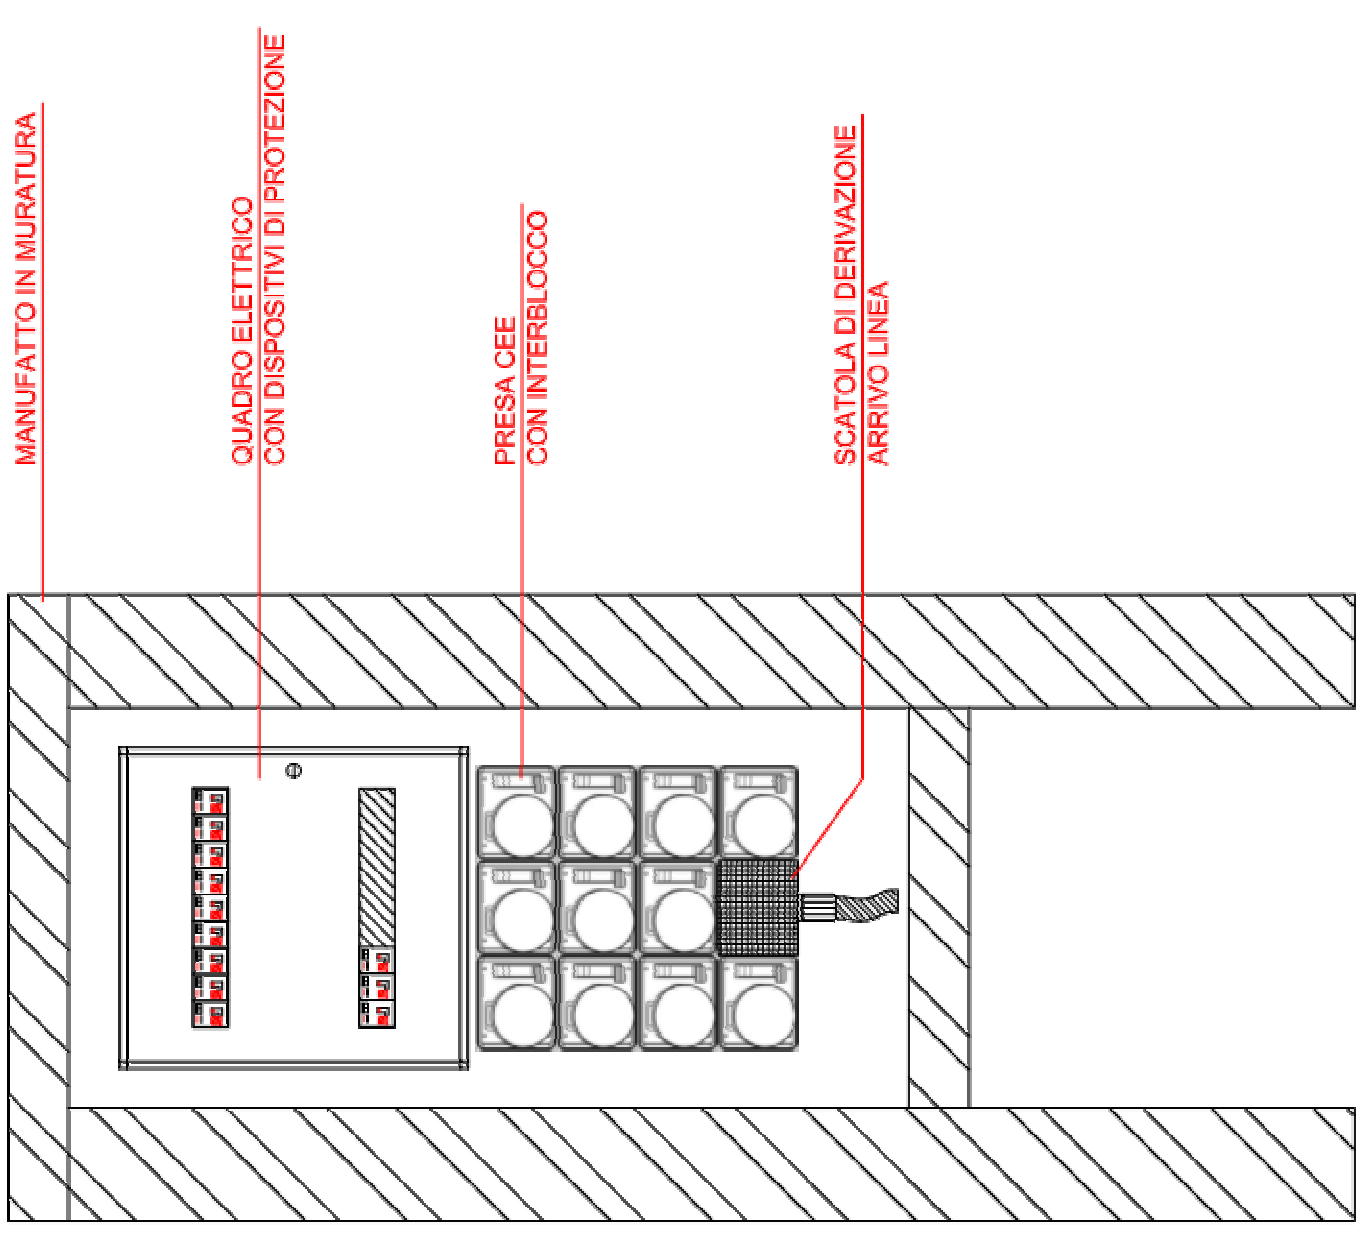 MANUFATTO IN MURATURA
QUADRO ELETTRICO
CON DISPOSITIVI DI PROTEZIONE
PRESA CEE
CON INTERBLOCCO
SCATOLA DI DERIVAZIONE
ARRIVO LINEA